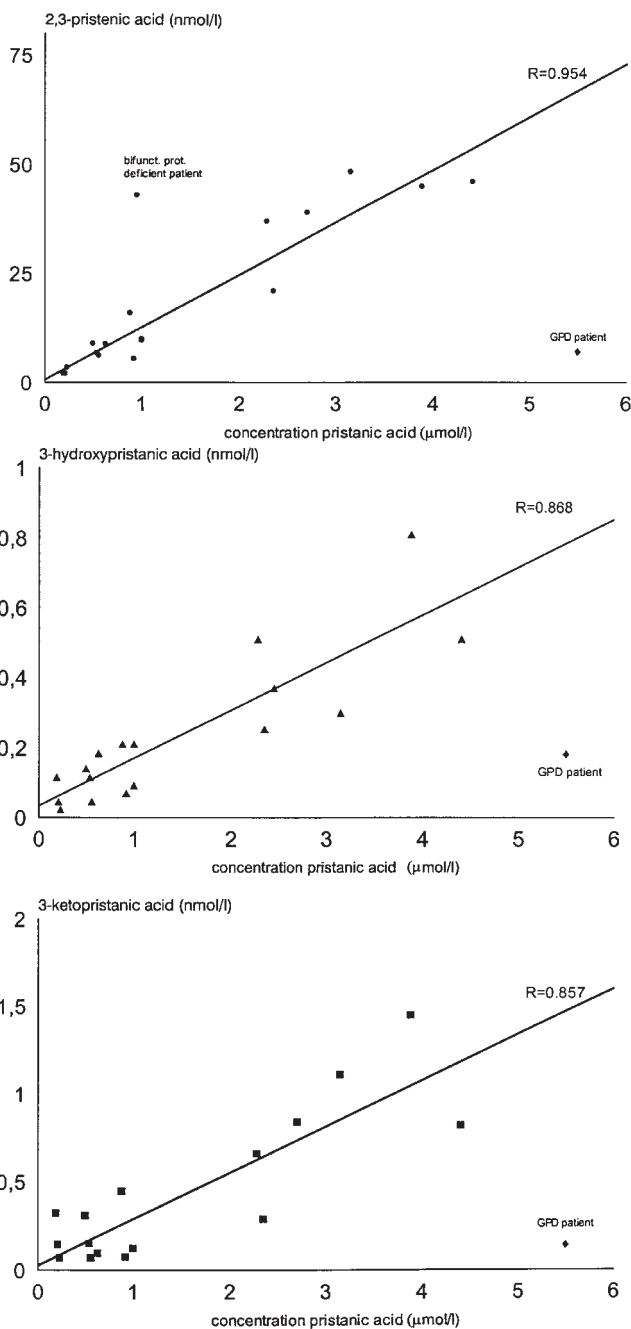 2,3-pristenic acid (nmol/l)
75
R=0.954
50
bifunct. prot.
deficient patient
25
GPD patient
0
0 1 2 3 4 5 6
concentration pristanic acid (μmol/l)
3-hydroxypristanic acid (nmol/l)
1
R=0.868
0,8
0,6
0,4
0,2
GPD patient
0
0 1 2 3 4 5 6
concentration pristanic acid (μmol/l)
3-ketopristanic acid (nmol/l)
2
R=0.857
1,5
1
0,5
GPD patient
0
0 1 2 3 4 5 6
concentration pristanic acid (μmol/l)